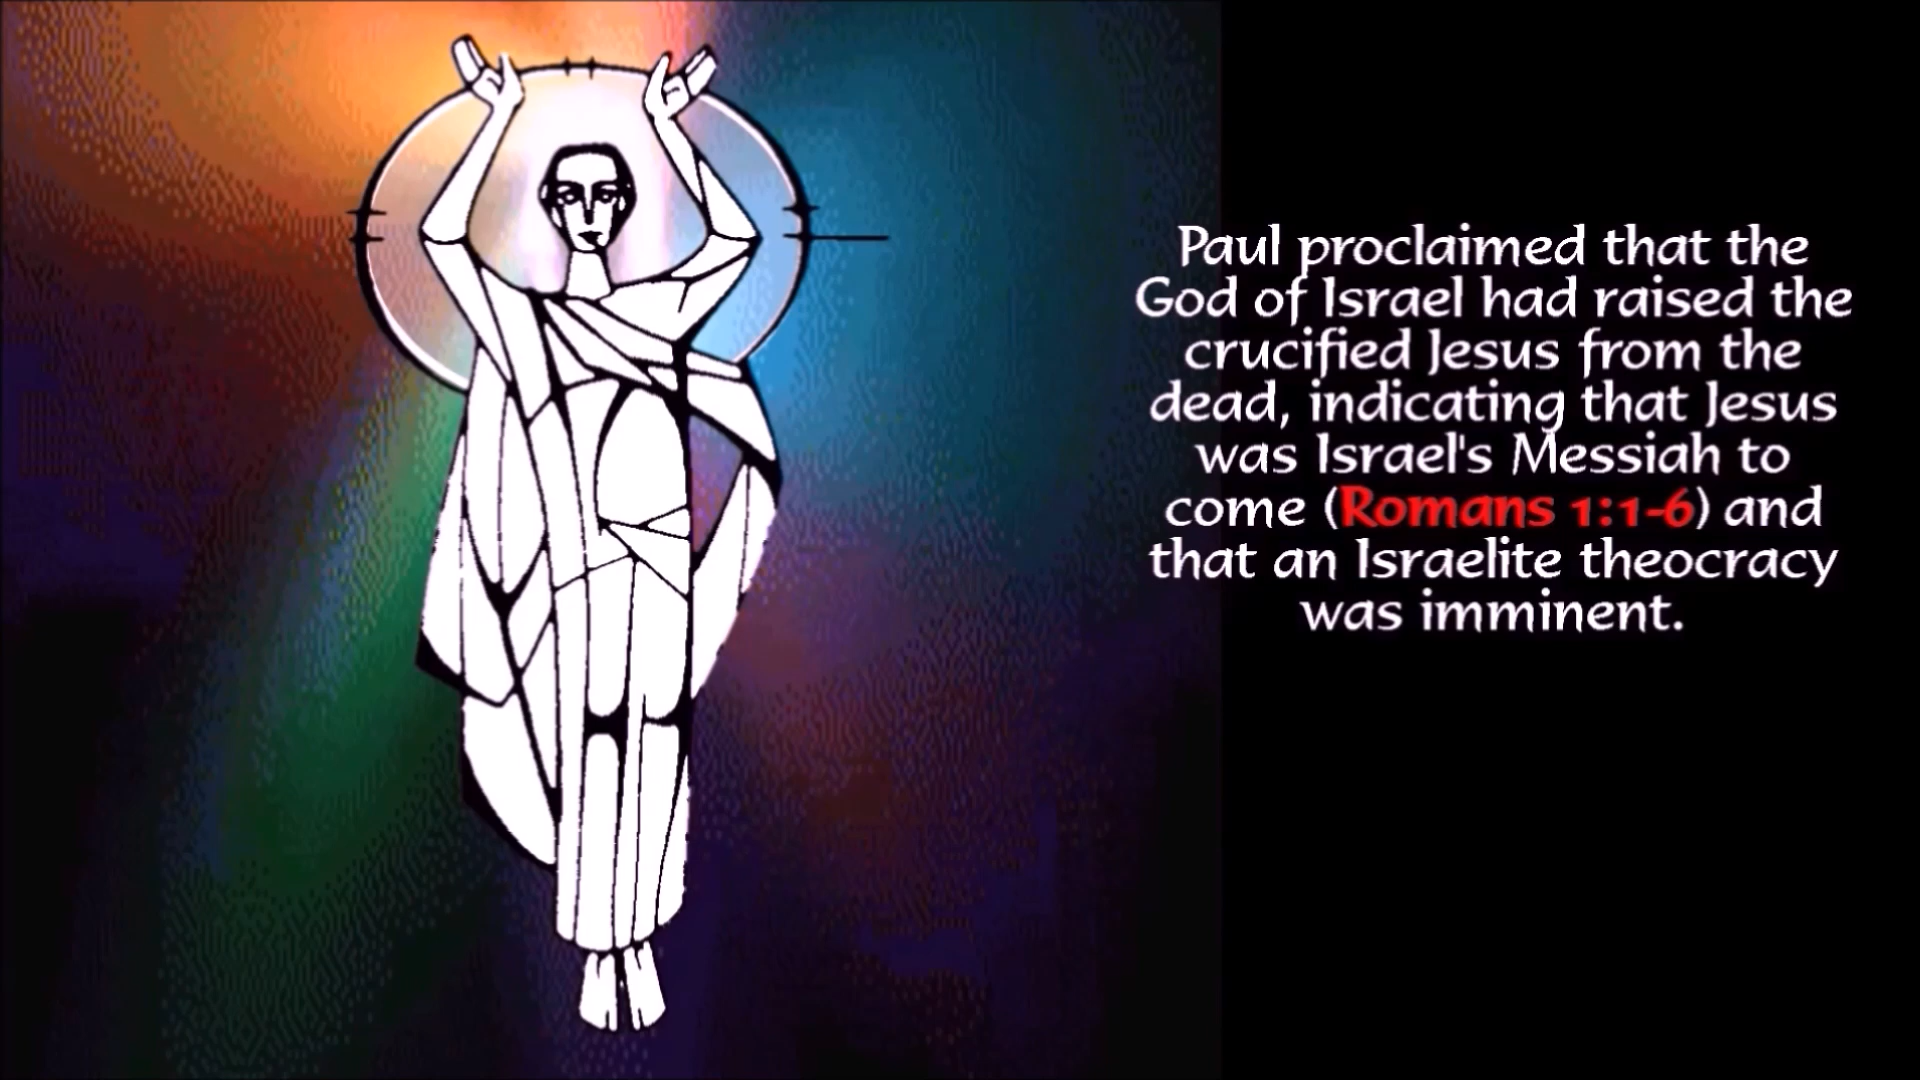 Paul proclaimed that the
God of Israel had raised the
crucified Jesus from the
dead, indicating that Jesus
was Israel's Messiah to
come (Romans 1:1-6) and
that an Israelite theocracy
was imminent.